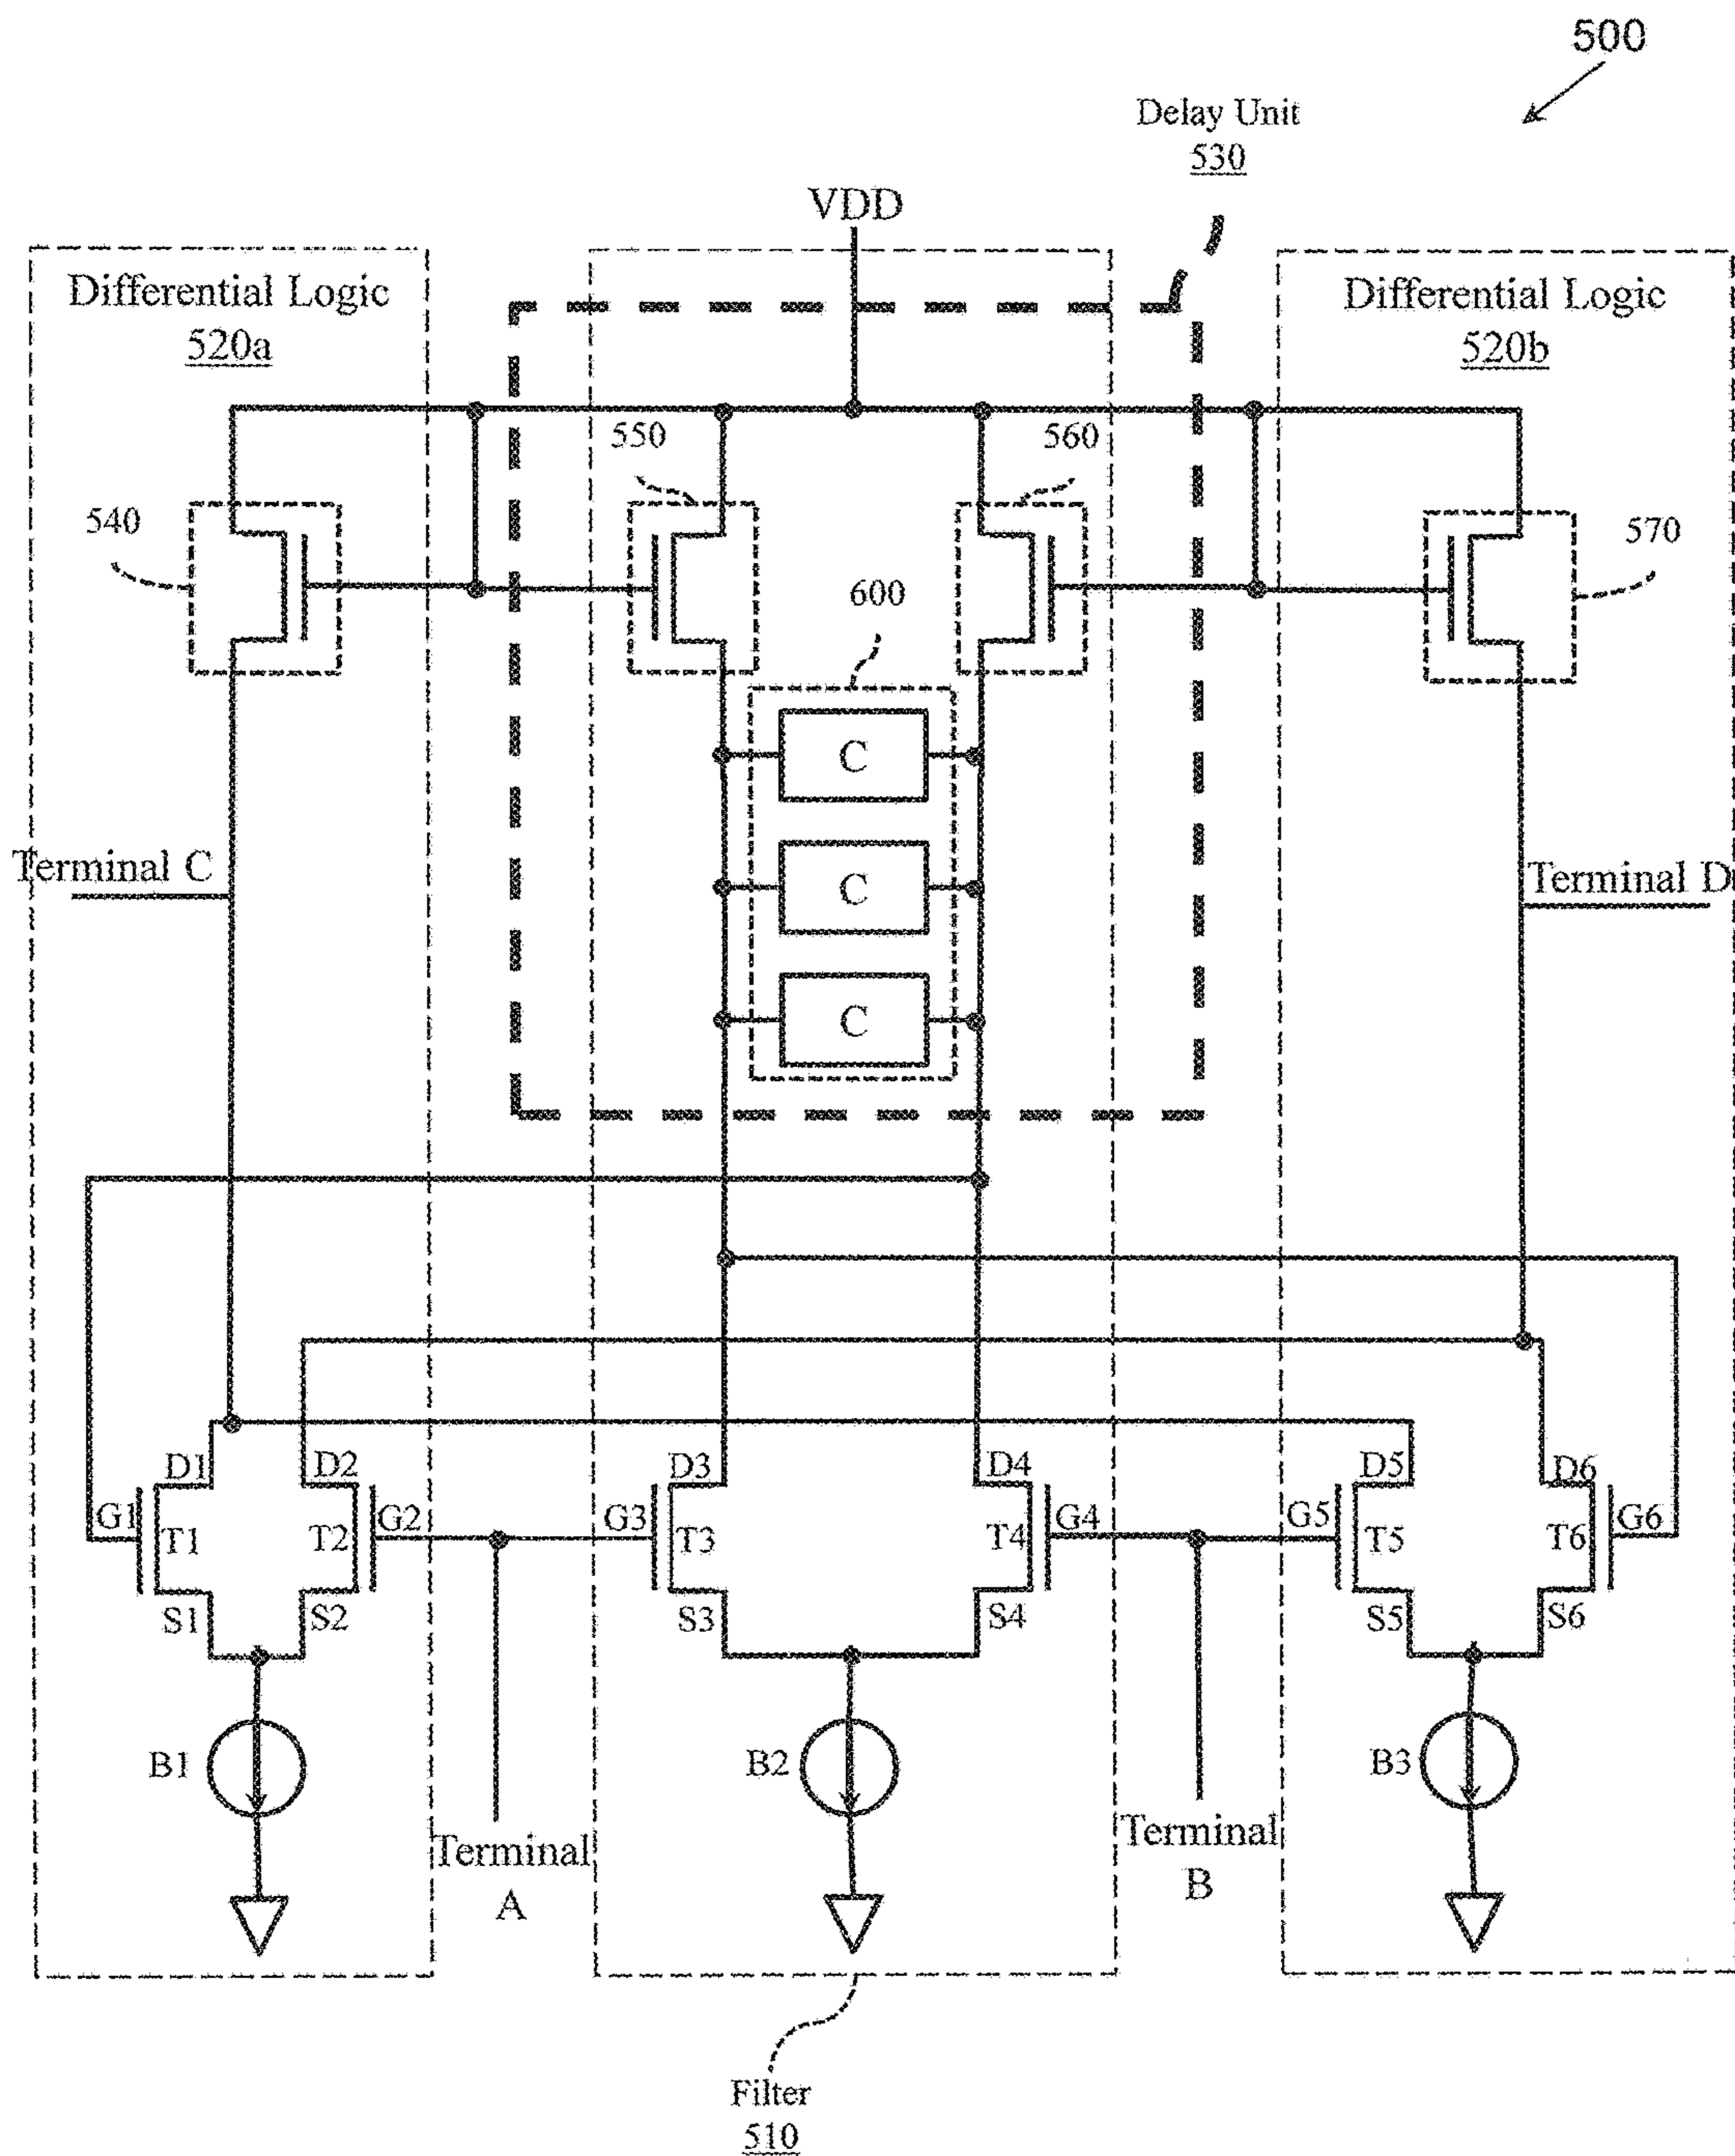 500
Delay Unit
530
VDD
Differential Logic
520a
Differential Logic
520b
550
560
540
570
600
C
Terminal C
C
Terminal D
C
D1
D2
D3
D4
D5
D6
G1
T1
T2
G2
G3
T3
T4
G4
G5
T5
T6
G6
S1
S2
S3
S4
S5
S6
B1
B2
B3
Terminal
A
Terminal
B
Filter
510